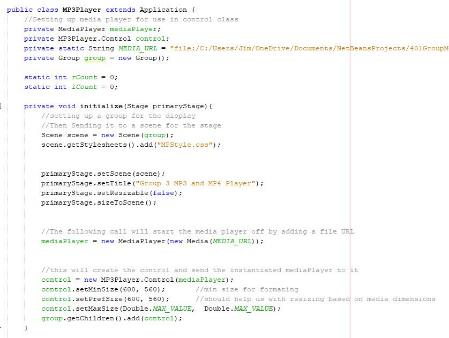 public class MP3Player extends Application {
//Setting up media player for use in control class
private MediaPlayer mediaPlayer;
private MP3Player.Control control;
private static String MEDIA_URL = "file:/C:/Users/Jim/OneDrive/Documents/NetBeansProjects/401GroupM
private Group group = new Group();
static int rCount = 0;
static int lCount = 0;
private void initialize(Stage primaryStage){
//setting up a group for the display
//Then Sending it to a scene for the stage
Scene scene = new Scene(group);
scene.getStylesheets().add("MPStyle.css");
primaryStage.setScene(scene);
primaryStage.setTitle("Group 3 MP3 and MP4 Player");
primaryStage.setResizable(false);
primaryStage.sizeToScene();
//The following call will start the media player off by adding a file URL
mediaPlayer = new MediaPlayer(new Media(MEDIA_URL));
//this will create the control and send the instantiated mediaPlayer to it
control = new MP3Player.Control(mediaPlayer);
control.setMinSize(600, 560); //min size for formating
control.setPrefSize(600, 560); //should help us with resizing based on media dimensions
control.setMaxSize(Double.MAX_VALUE, Double.MAX_VALUE);
group.getChildren().add(control);
}